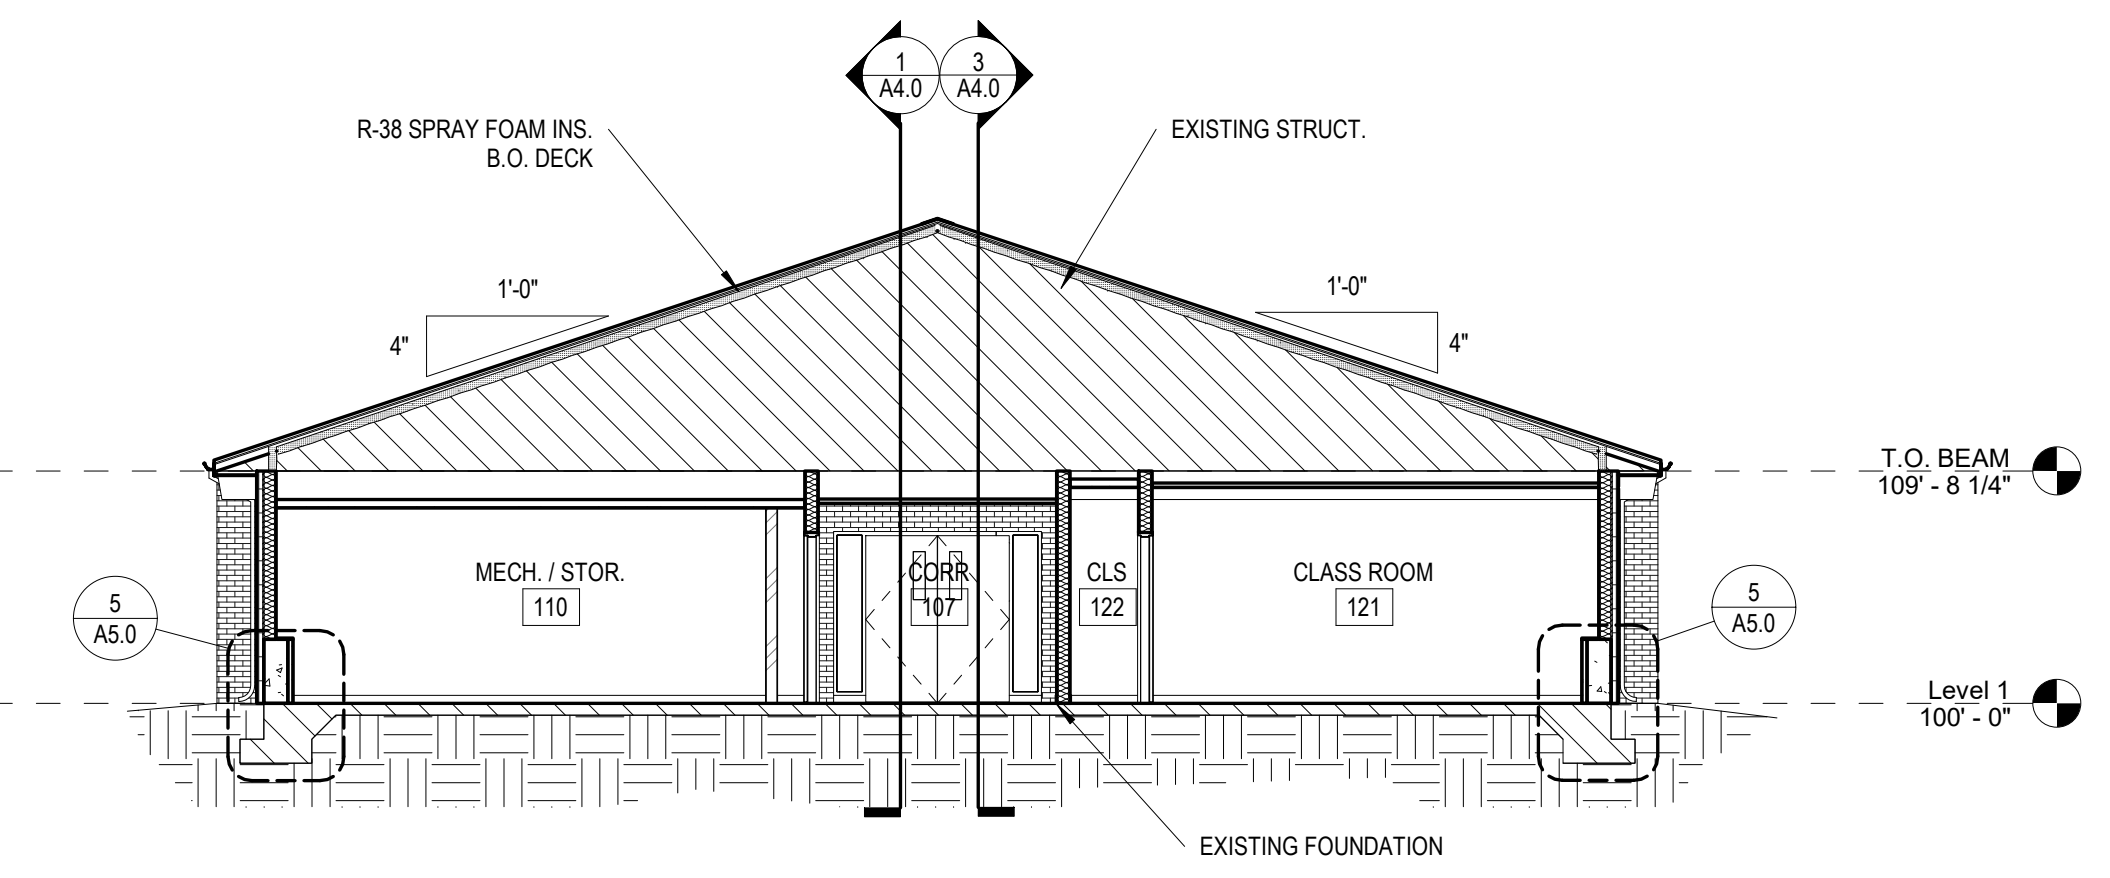 1
A4.0
3
A4.0
R-38 SPRAY FOAM INS.
B.O. DECK
EXISTING STRUCT.
1'-0"
4"
1'-0"
4"
T.O. BEAM
109' - 8 1/4"
MECH. / STOR.
110
CORR
107
CLS
122
CLASS ROOM
121
5
A5.0
5
A5.0
Level 1
100' - 0"
EXISTING FOUNDATION